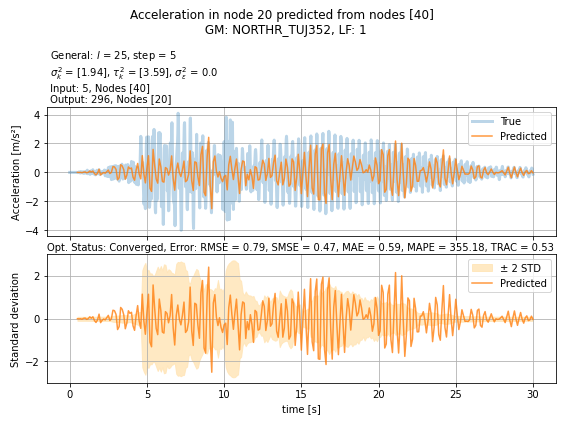 Acceleration in node 20 predicted from nodes [40]
GM: NORTHR_TUJ352, LF: 1
General: l = 25, step = 5
σ²ₖ = [1.94], τ²ₖ = [3.59], σ²ε = 0.0
Input: 5, Nodes [40]
Output: 296, Nodes [20]
4
2
0
−2
−4
Acceleration [m/s²]
True
Predicted
Opt. Status: Converged, Error: RMSE = 0.79, SMSE = 0.47, MAE = 0.59, MAPE = 355.18, TRAC = 0.53
2
0
−2
Standard deviation
± 2 STD
Predicted
0 5 10 15 20 25 30
time [s]